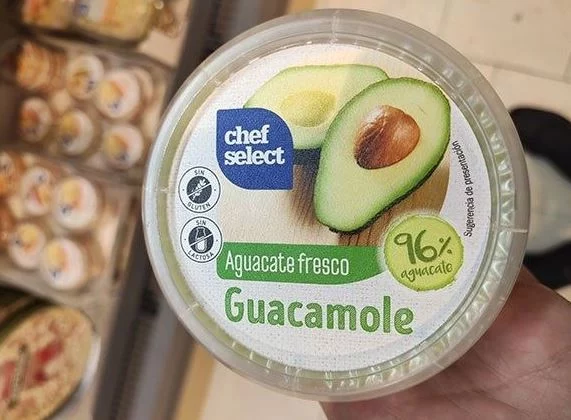 chef
select
SIN
GLUTEN
SIN
LACTOSA
Sugerencia de presentación
Aguacate fresco
96%
aguacate
Guacamole